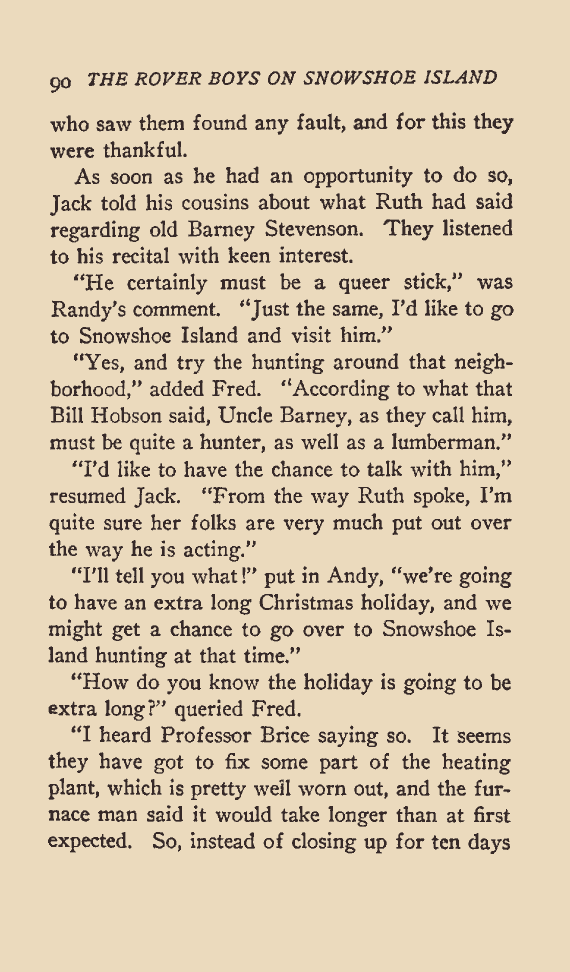 90 THE ROVER BOYS ON SNOWSHOE ISLAND
who saw them found any fault, and for this they
were thankful.
As soon as he had an opportunity to do so,
Jack told his cousins about what Ruth had said
regarding old Barney Stevenson. They listened
to his recital with keen interest.
"He certainly must be a queer stick," was
Randy's comment. "Just the same, I'd like to go
to Snowshoe Island and visit him."
"Yes, and try the hunting around that neigh-
borhood," added Fred. "According to what that
Bill Hobson said, Uncle Barney, as they call him,
must be quite a hunter, as well as a lumberman."
"I'd like to have the chance to talk with him,"
resumed Jack. "From the way Ruth spoke, I'm
quite sure her folks are very much put out over
the way he is acting."
"I'll tell you what!" put in Andy, "we're going
to have an extra long Christmas holiday, and we
might get a chance to go over to Snowshoe Is-
land hunting at that time."
"How do you know the holiday is going to be
extra long?" queried Fred.
"I heard Professor Brice saying so. It seems
they have got to fix some part of the heating
plant, which is pretty well worn out, and the fur-
nace man said it would take longer than at first
expected. So, instead of closing up for ten days